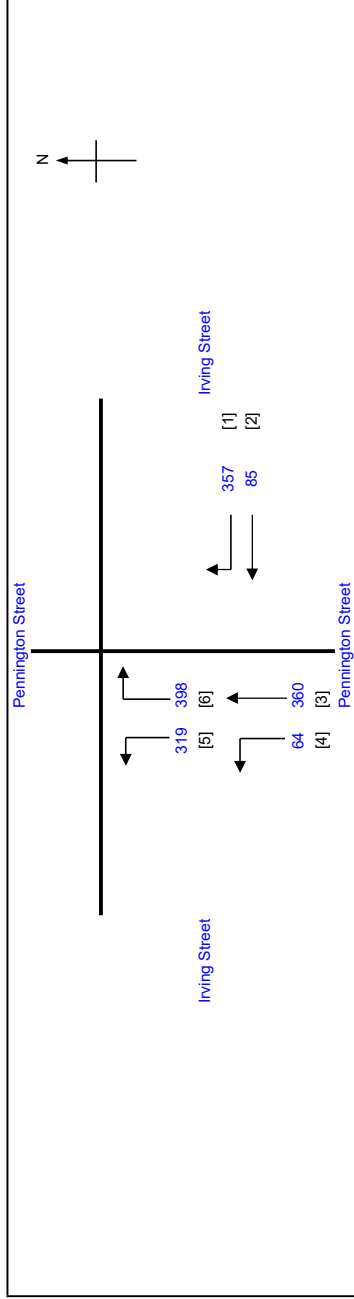 N
Pennington Street
Irving Street
357 [1]
85 [2]
319 398
[5] [6]
Irving Street
64 360
[4] [3]
Pennington Street